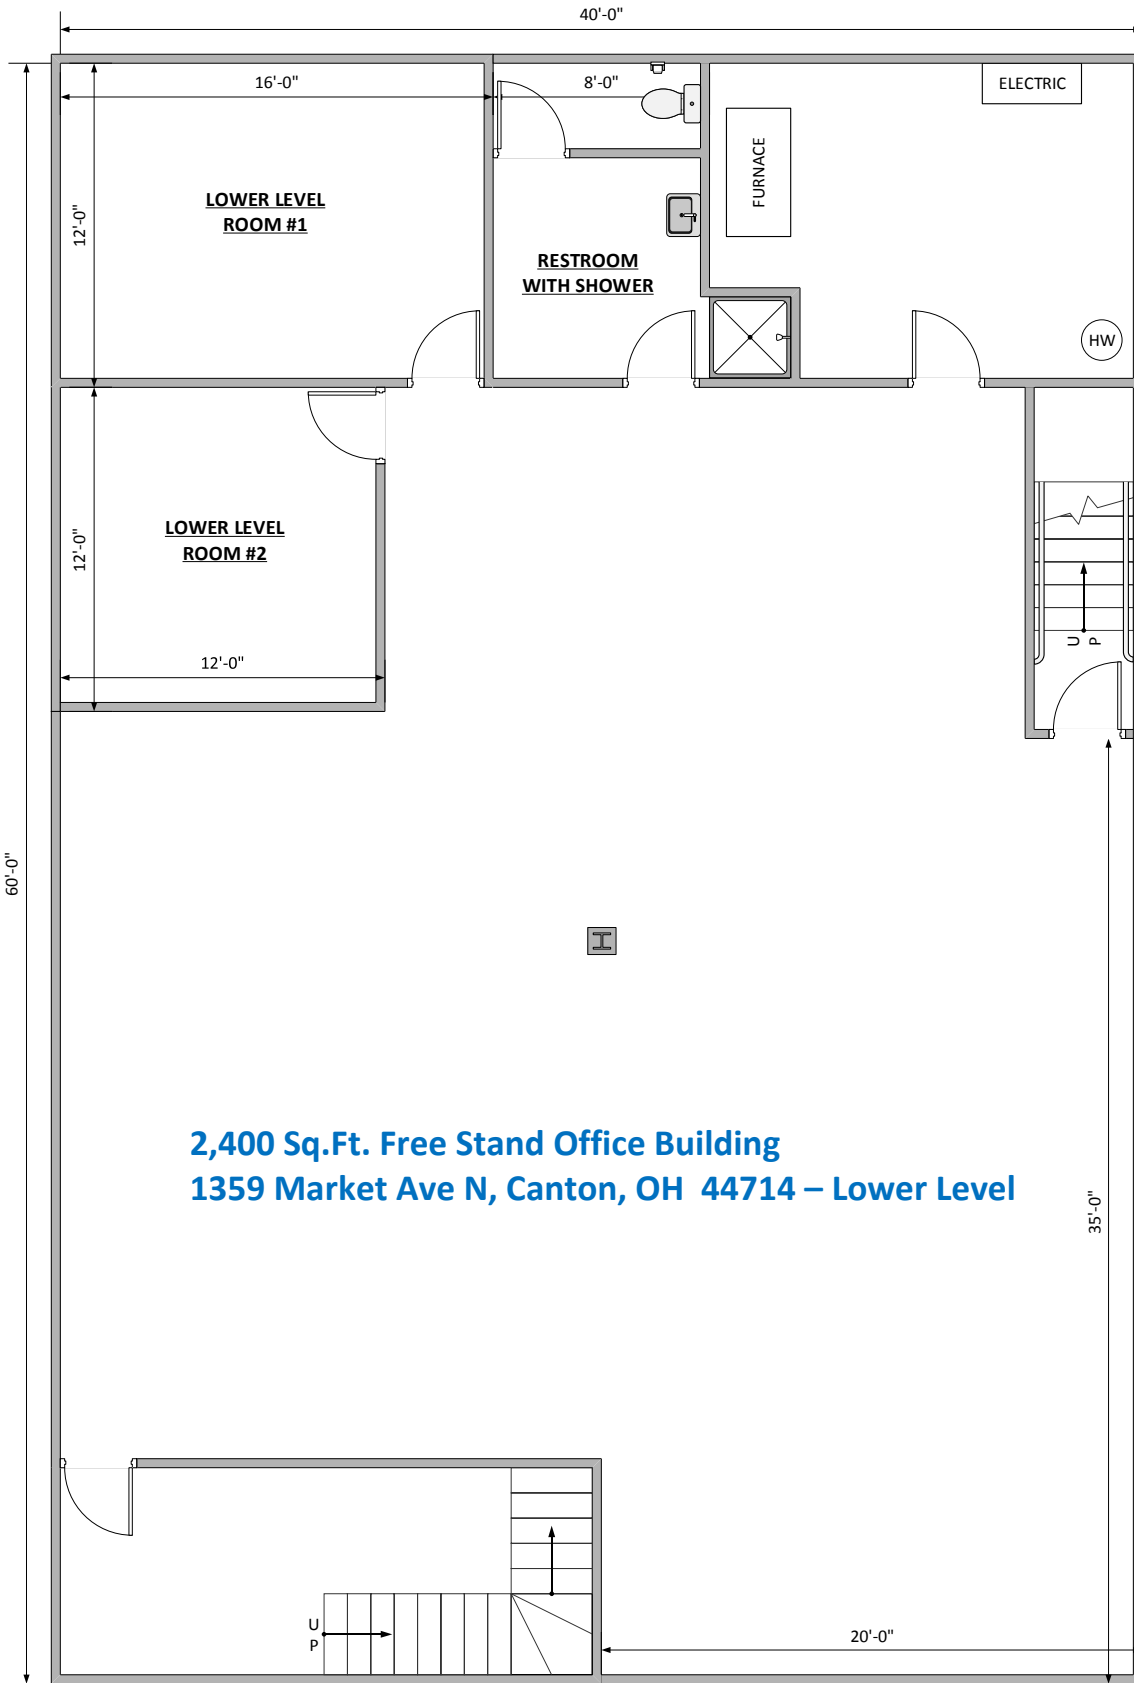 40'-0"
16'-0"
8'-0"
ELECTRIC
FURNACE
LOWER LEVEL
ROOM #1
12'-0"
RESTROOM
WITH SHOWER
HW
LOWER LEVEL
ROOM #2
12'-0"
12'-0"
U
P
60'-0"
2,400 Sq.Ft. Free Stand Office Building
1359 Market Ave N, Canton, OH  44714 – Lower Level
35'-0"
U
P
20'-0"